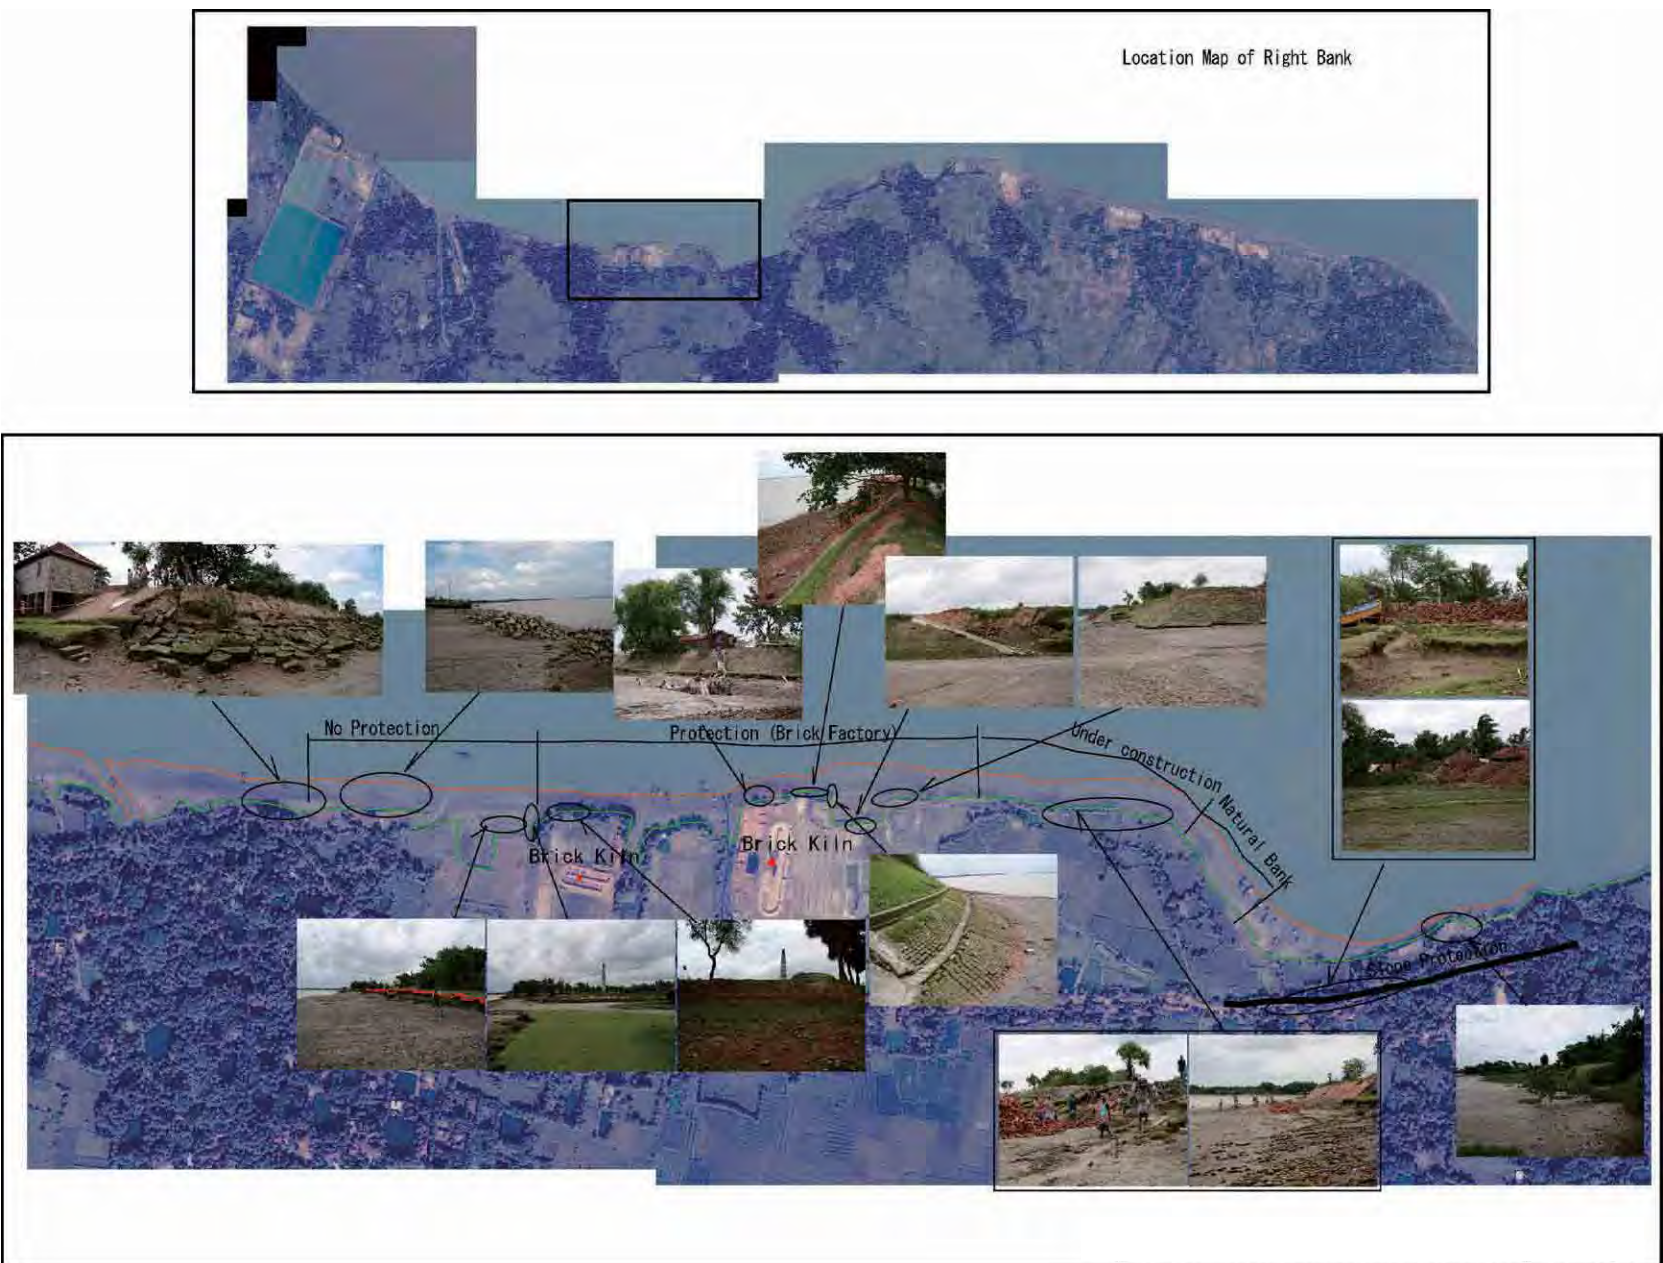 Location Map of Right Bank
No Protection
Protection (Brick Factory)
Under construction
Natural Bank
Brick Kiln
Brick Kiln
Slope Protection